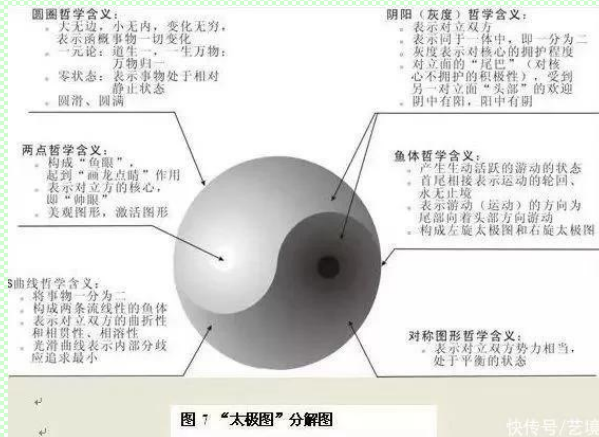 圆圈哲学含义：
。大无边，小无内，变化无穷，
表示函概事物一切变化
。一元论：道生一，一生万物：
万物归一
。零状态：表示事物处于相对
静止状态
。圆滑、圆满
阴阳（灰度）哲学含义：
。表示对立双方
。表示同于一体中，即一分为二
。灰度表示对核心的拥护程度
。对立面的“尾巴”（对核
心不拥护的积极性），受到
另一对立面“头部”的欢迎
。阴中有阳，阳中有阴
两点哲学含义：
。构成“鱼眼”，
起到“画龙点睛”作用
。表示对立方的核心，
即“帅眼”
。美观图形，激活图形
鱼体哲学含义：
。产生生动活跃的游动的状态
。首尾相接表示运动的轮回、
永无止境
。表示游动（运动）的方向为
尾部向着头部方向游动
。构成左旋太极图和右旋太极图
S曲线哲学含义：
。将事物一分为二
。构成两条流线性的鱼体
。表示对立双方的曲折性
和相贯性、相溶性
。光滑曲线表示内部分歧
应追求最小
对称图形哲学含义：
。表示对立双方势力相当，
处于平衡的状态
图 7 “太极图”分解图
快传号/艺境